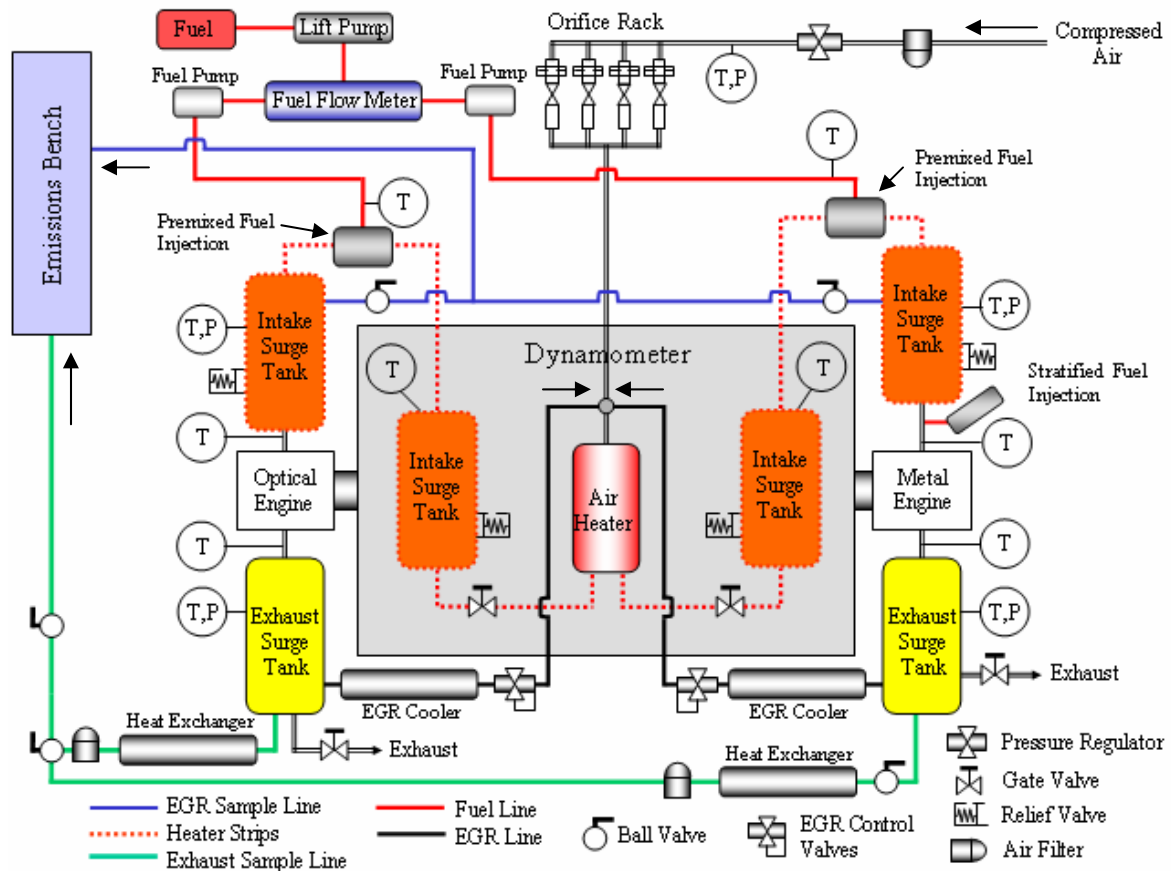 Fuel
Lift Pump
Orifice Rack
Compressed
Air
Fuel Pump
Fuel Flow Meter
Fuel Pump
T,P
Emissions Bench
T
Premixed Fuel
Injection
T
Premixed Fuel
Injection
T,P
Intake
Surge
Tank
Intake
Surge
Tank
T,P
Dynamometer
T
T
Stratified Fuel
Injection
T
T
Optical
Engine
Intake
Surge
Tank
Air
Heater
Intake
Surge
Tank
Metal
Engine
T
T
T,P
Exhaust
Surge
Tank
Exhaust
Surge
Tank
T,P
Exhaust
EGR Cooler
EGR Cooler
Heat Exchanger
Exhaust
Heat Exchanger
Pressure Regulator
Gate Valve
Relief Valve
Air Filter
EGR Sample Line
Heater Strips
Exhaust Sample Line
Fuel Line
EGR Line
Ball Valve
EGR Control
Valves